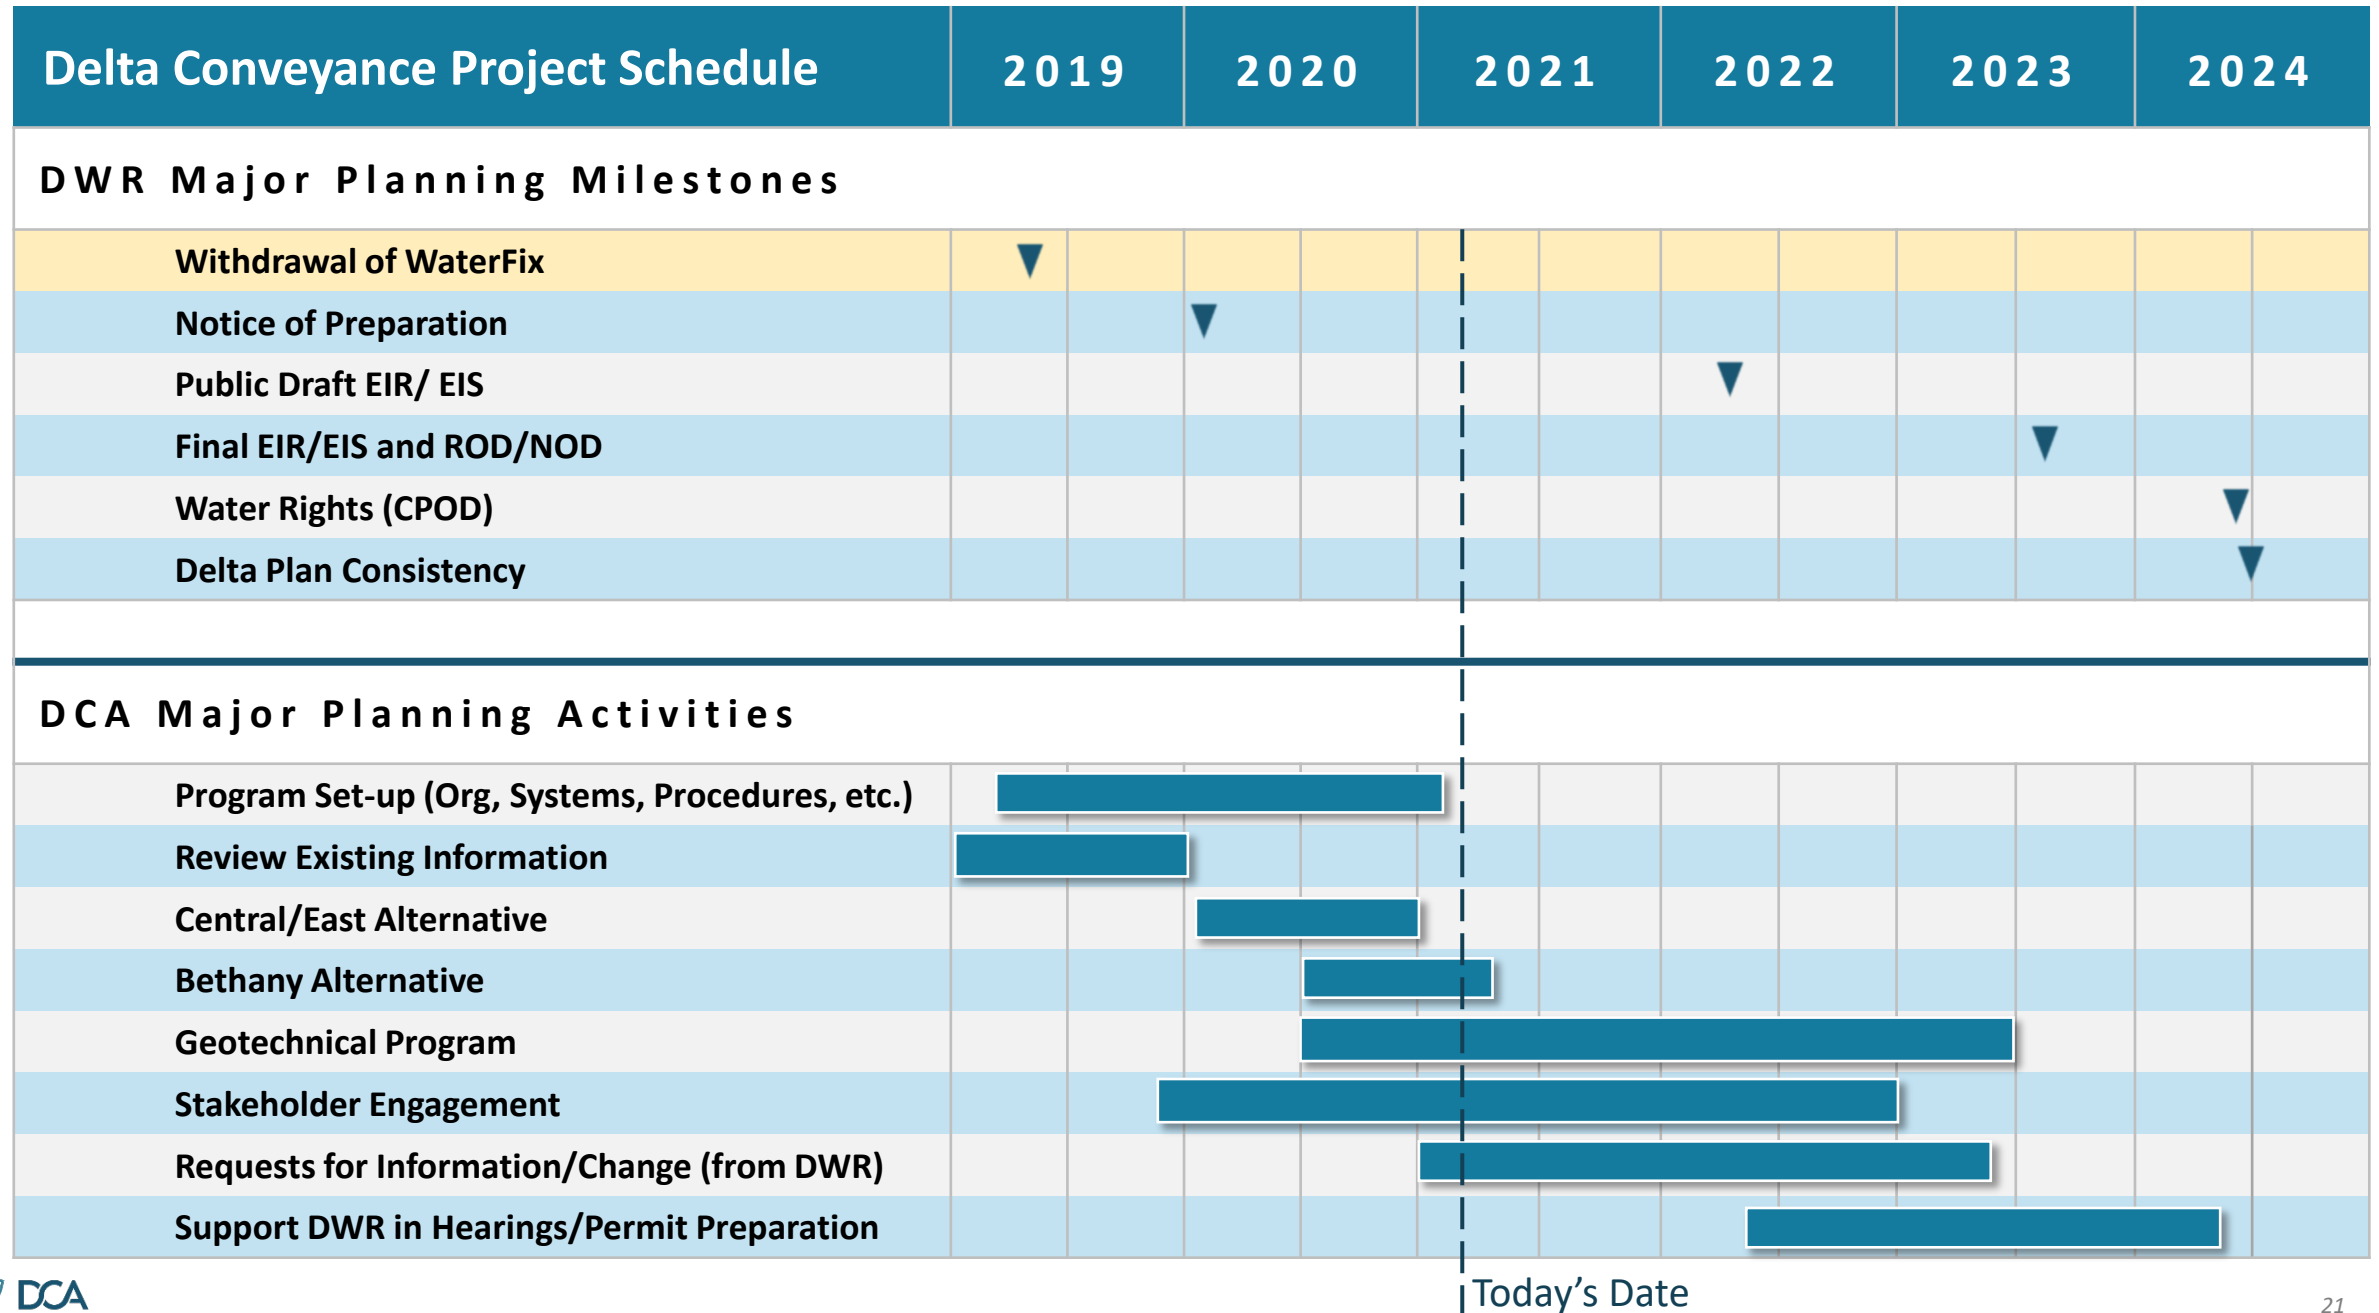 Delta Conveyance Project Schedule 2019 2020 2021 2022 2023 2024
DWR Major Planning Milestones
Withdrawal of WaterFix
Notice of Preparation
Public Draft EIR/ EIS
Final EIR/EIS and ROD/NOD
Water Rights (CPOD)
Delta Plan Consistency
DCA Major Planning Activities
Program Set-up (Org, Systems, Procedures, etc.)
Review Existing Information
Central/East Alternative
Bethany Alternative
Geotechnical Program
Stakeholder Engagement
Requests for Information/Change (from DWR)
Support DWR in Hearings/Permit Preparation
Today's Date
DCA
21